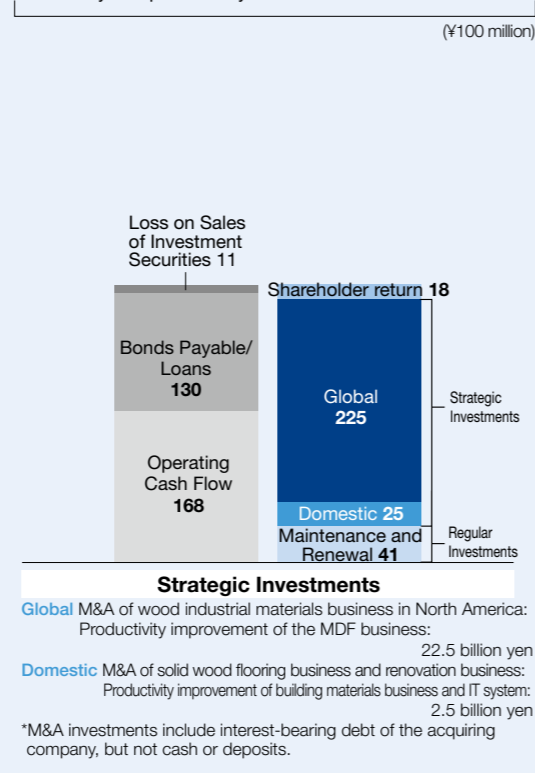 (¥100 million)
Loss on Sales
of Investment
Securities 11
Bonds Payable/
Loans
130
Operating
Cash Flow
168
Shareholder return 18
Global
225
Domestic 25
Maintenance and
Renewal 41
Strategic
Investments
Regular
Investments
Strategic Investments
Global M&A of wood industrial materials business in North America:
Productivity improvement of the MDF business:
22.5 billion yen
Domestic M&A of solid wood flooring business and renovation business:
Productivity improvement of building materials business and IT system:
2.5 billion yen
*M&A investments include interest-bearing debt of the acquiring
company, but not cash or deposits.